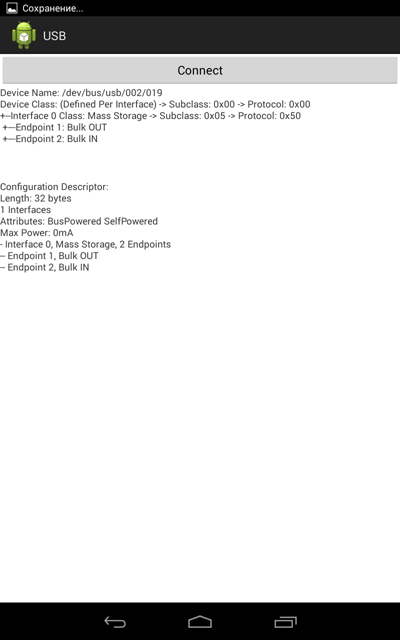 Сохранение...
USB
Connect
Device Name: /dev/bus/usb/002/019
Device Class: (Defined Per Interface) -> Subclass: 0x00 -> Protocol: 0x00
+--Interface 0 Class: Mass Storage -> Subclass: 0x05 -> Protocol: 0x50
+--Endpoint 1: Bulk OUT
+--Endpoint 2: Bulk IN
Configuration Descriptor:
Length: 32 bytes
1 Interfaces
Attributes: BusPowered SelfPowered
Max Power: 0mA
- Interface 0, Mass Storage, 2 Endpoints
-- Endpoint 1, Bulk OUT
-- Endpoint 2, Bulk IN